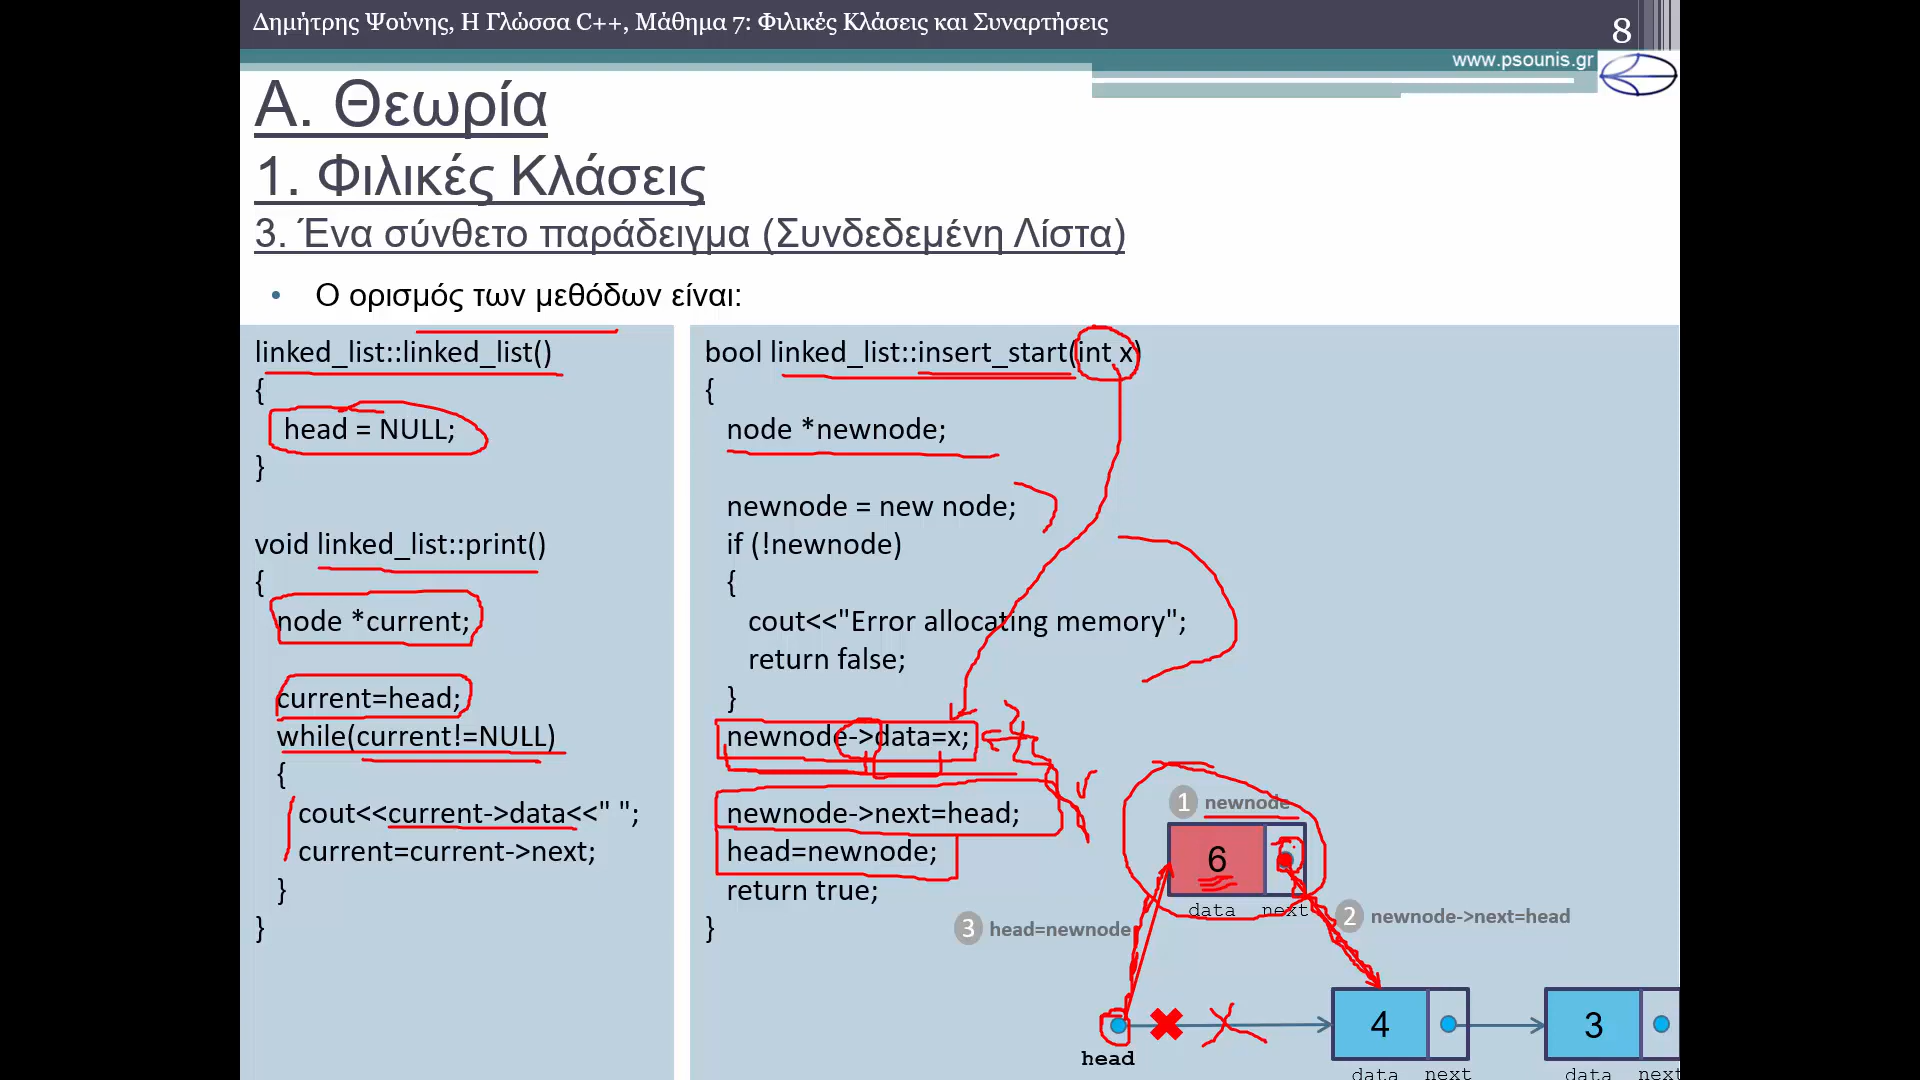 Δημήτρης Ψούνης, Η Γλώσσα C++, Μάθημα 7: Φιλικές Κλάσεις και Συναρτήσεις
8
www.psounis.gr
Α. Θεωρία
1. Φιλικές Κλάσεις
3. Ένα σύνθετο παράδειγμα (Συνδεδεμένη Λίστα)
• Ο ορισμός των μεθόδων είναι:
linked_list::linked_list()
{
head = NULL;
}
void linked_list::print()
{
node *current;
current=head;
while(current!=NULL)
{
cout<<current->data<<" ";
current=current->next;
}
}
bool linked_list::insert_start(int x)
{
node *newnode;
newnode = new node;
if (!newnode)
{
cout<<"Error allocating memory";
return false;
}
newnode->data=x;
newnode->next=head;
head=newnode;
return true;
}
1 newnode
6
data next
2 newnode->next=head
3 head=newnode
head
4
3
data next
data next